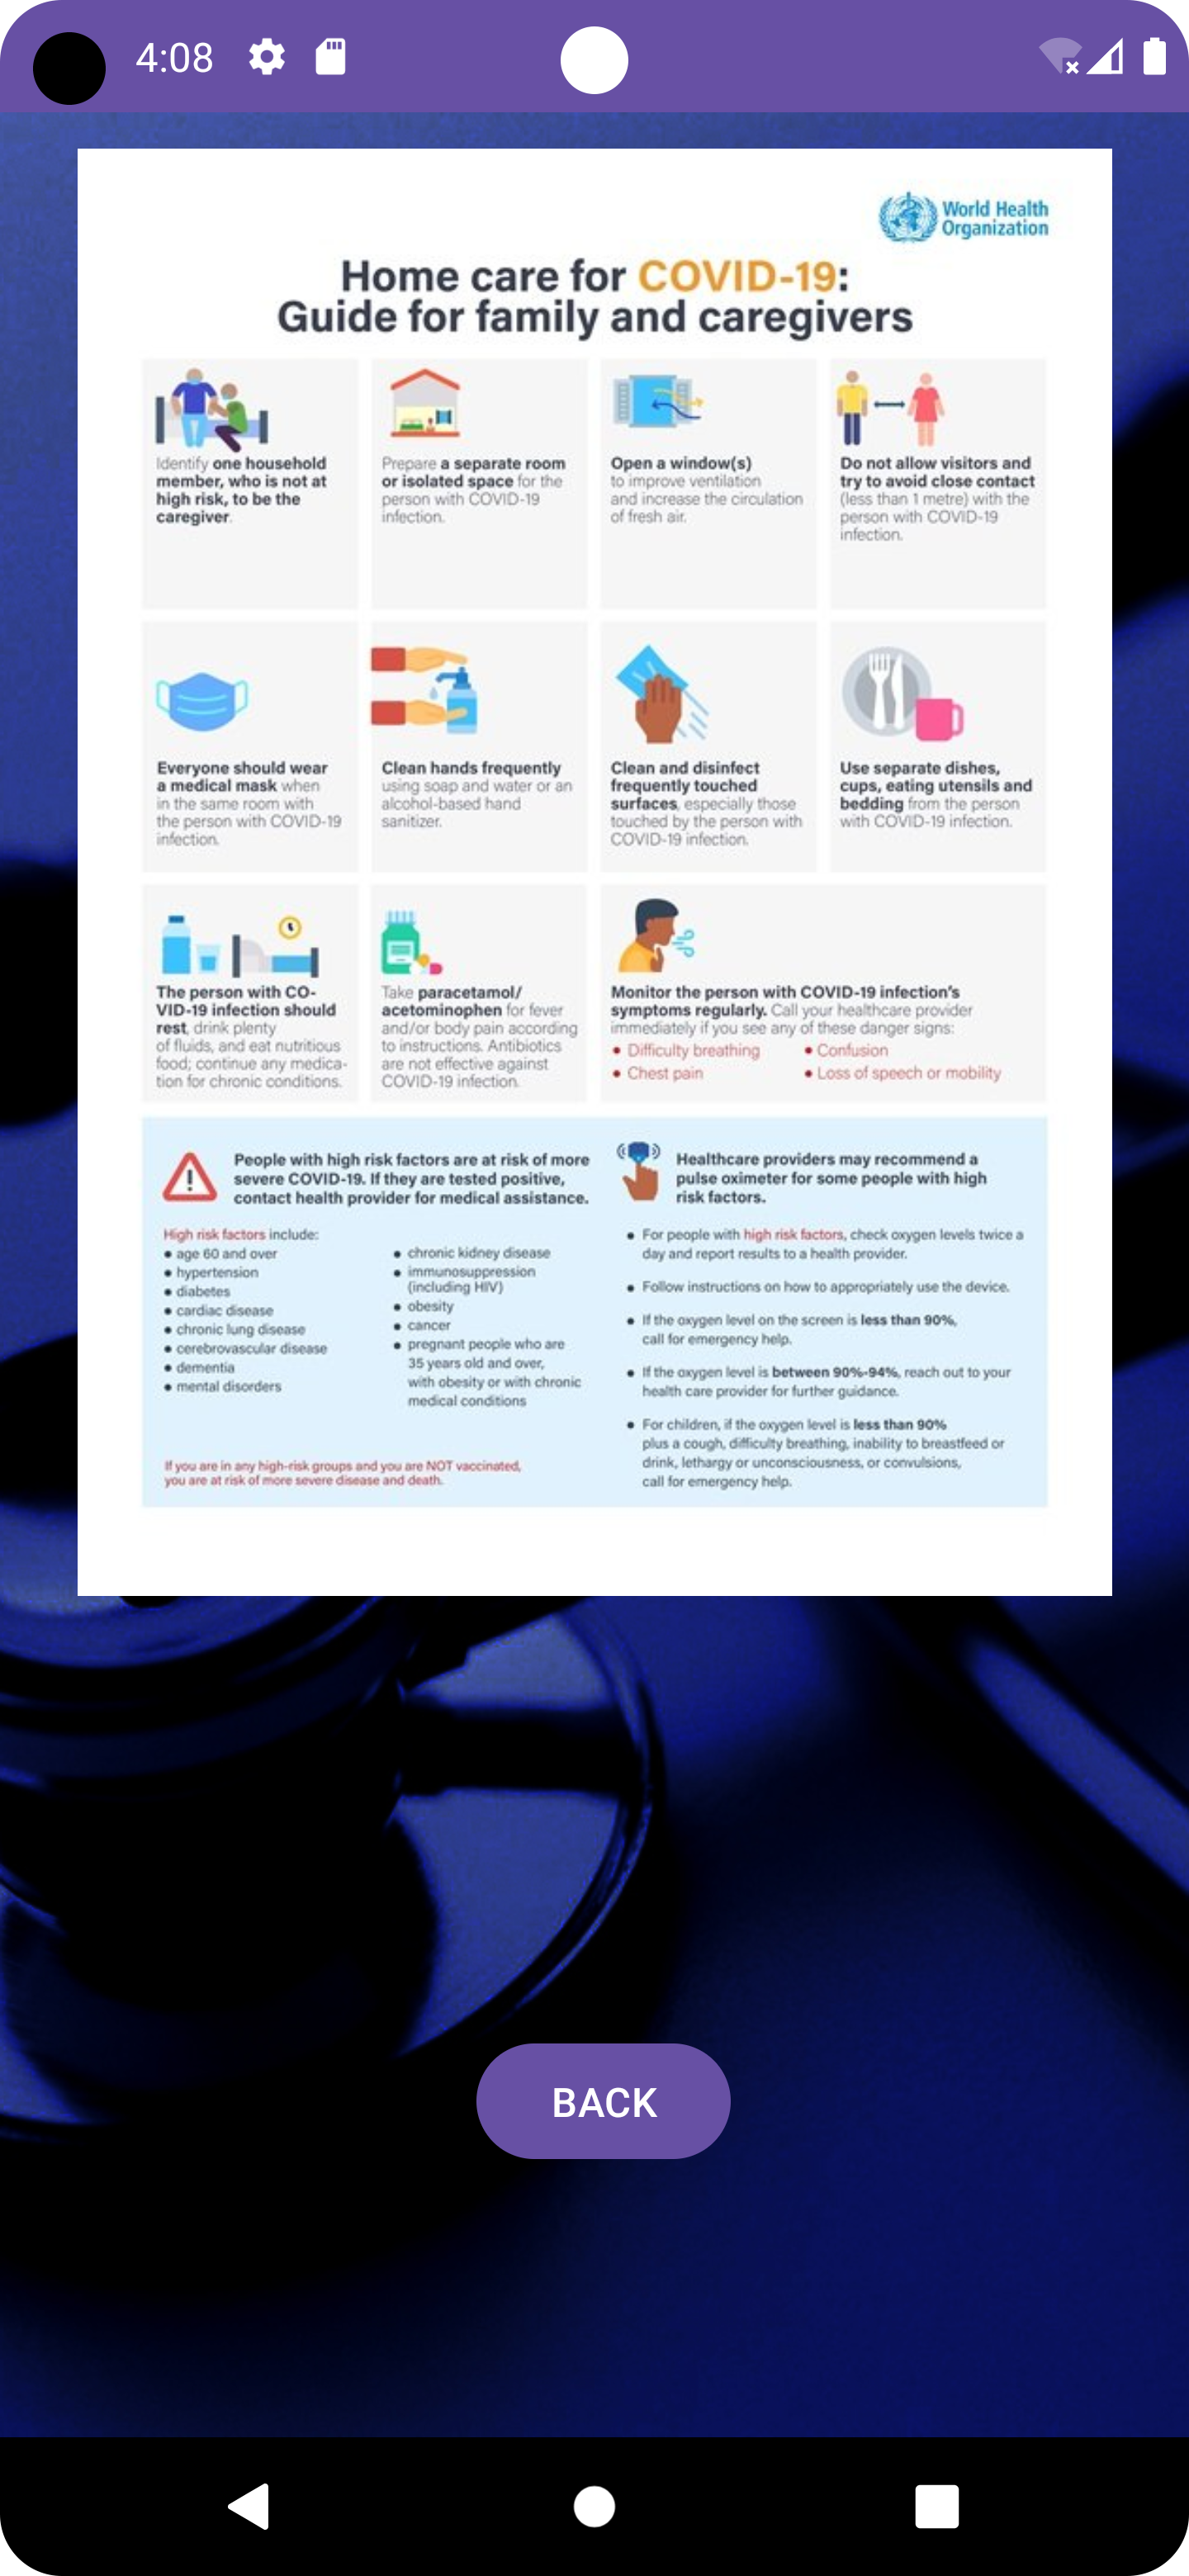 4:08
World Health
Organization
Home care for COVID-19:
Guide for family and caregivers
Identify one household
member, who is not at
high risk, to be the
caregiver.
Prepare a separate room
or isolated space for the
person with COVID-19
infection.
Open a window(s)
to improve ventilation
and increase the circulation
of fresh air.
Do not allow visitors and
try to avoid close contact
(less than 1 metre) with the
person with COVID-19
infection.
Everyone should wear
a medical mask when
in the same room with
the person with COVID-19
infection.
Clean hands frequently
using soap and water or an
alcohol-based hand
sanitizer.
Clean and disinfect
frequently touched
surfaces, especially those
touched by the person with
COVID-19 infection.
Use separate dishes,
cups, eating utensils and
bedding from the person
with COVID-19 infection.
The person with CO-
VID-19 infection should
rest, drink plenty
of fluids, and eat nutritious
food; continue any medica-
tion for chronic conditions.
Take paracetamol/
acetominophen for fever
and/or body pain according
to instructions. Antibiotics
are not effective against
COVID-19 infection.
Monitor the person with COVID-19 infection's
symptoms regularly. Call your healthcare provider
immediately if you see any of these danger signs:
• Difficulty breathing
• Chest pain
• Confusion
• Loss of speech or mobility
People with high risk factors are at risk of more
severe COVID-19. If they are tested positive,
contact health provider for medical assistance.
High risk factors include:
• age 60 and over
• hypertension
• diabetes
• cardiac disease
• chronic lung disease
• cerebrovascular disease
• dementia
• mental disorders
• chronic kidney disease
• immunosuppression
(including HIV)
• obesity
• cancer
• pregnant people who are
35 years old and over,
with obesity or with chronic
medical conditions
If you are in any high-risk groups and you are NOT vaccinated,
you are at risk of more severe disease and death.
Healthcare providers may recommend a
pulse oximeter for some people with high
risk factors.
• For people with high risk factors, check oxygen levels twice a
day and report results to a health provider.
• Follow instructions on how to appropriately use the device.
• If the oxygen level on the screen is less than 90%,
call for emergency help.
• If the oxygen level is between 90%-94%, reach out to your
health care provider for further guidance.
• For children, if the oxygen level is less than 90%
plus a cough, difficulty breathing, inability to breastfeed or
drink, lethargy or unconsciousness, or convulsions,
call for emergency help.
BACK